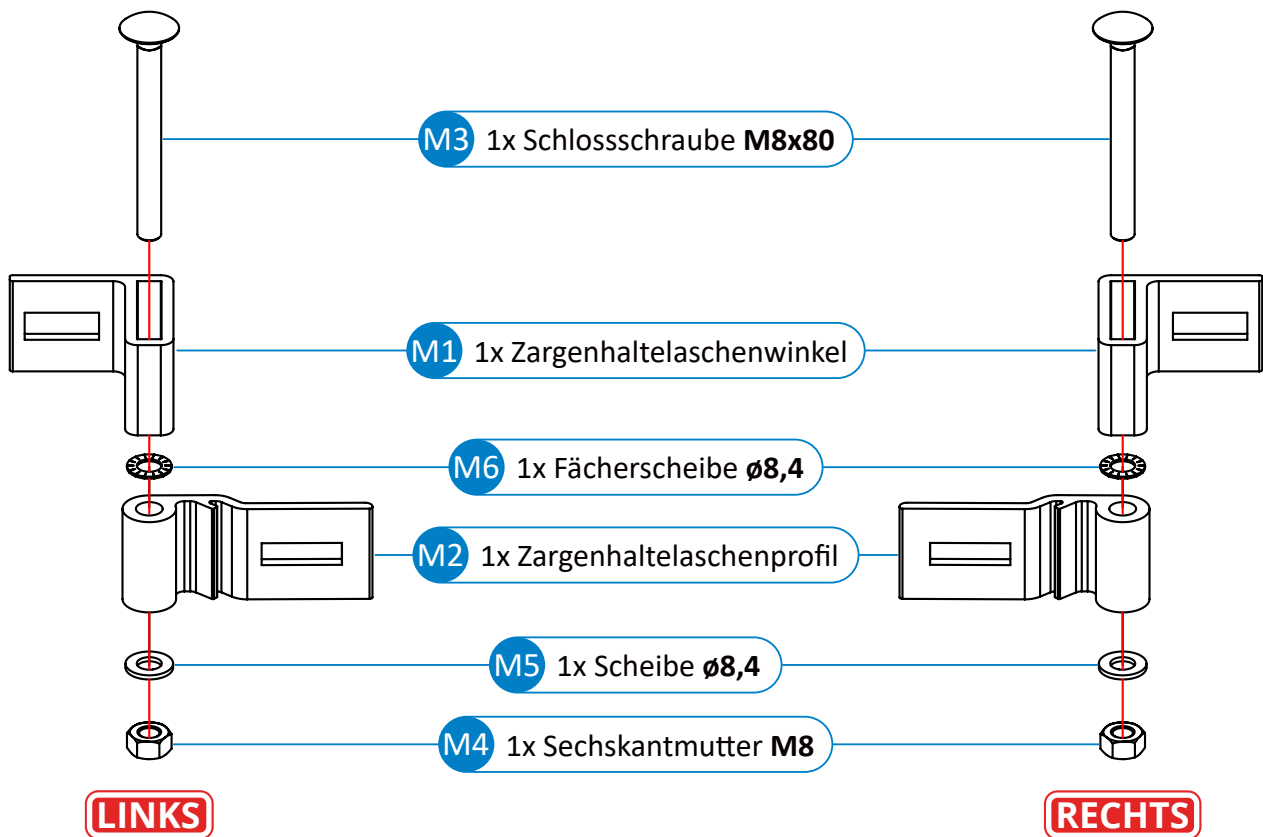 M3 1x Schlossschraube M8x80
M1 1x Zargenhaltelaschenwinkel
M6 1x Fächerscheibe ø8,4
M2 1x Zargenhaltelaschenprofil
M5 1x Scheibe ø8,4
M4 1x Sechskantmutter M8
LINKS
RECHTS